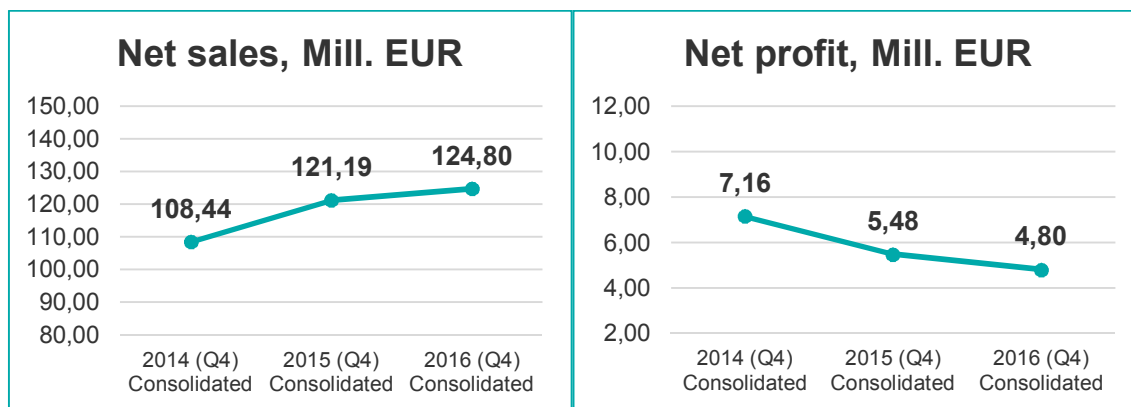 Net sales, Mill. EUR
150,00
140,00
130,00
120,00
110,00
100,00
90,00
80,00
108,44
121,19
124,80
2014 (Q4)
Consolidated
2015 (Q4)
Consolidated
2016 (Q4)
Consolidated
Net profit, Mill. EUR
12,00
10,00
8,00
6,00
4,00
2,00
7,16
5,48
4,80
2014 (Q4)
Consolidated
2015 (Q4)
Consolidated
2016 (Q4)
Consolidated